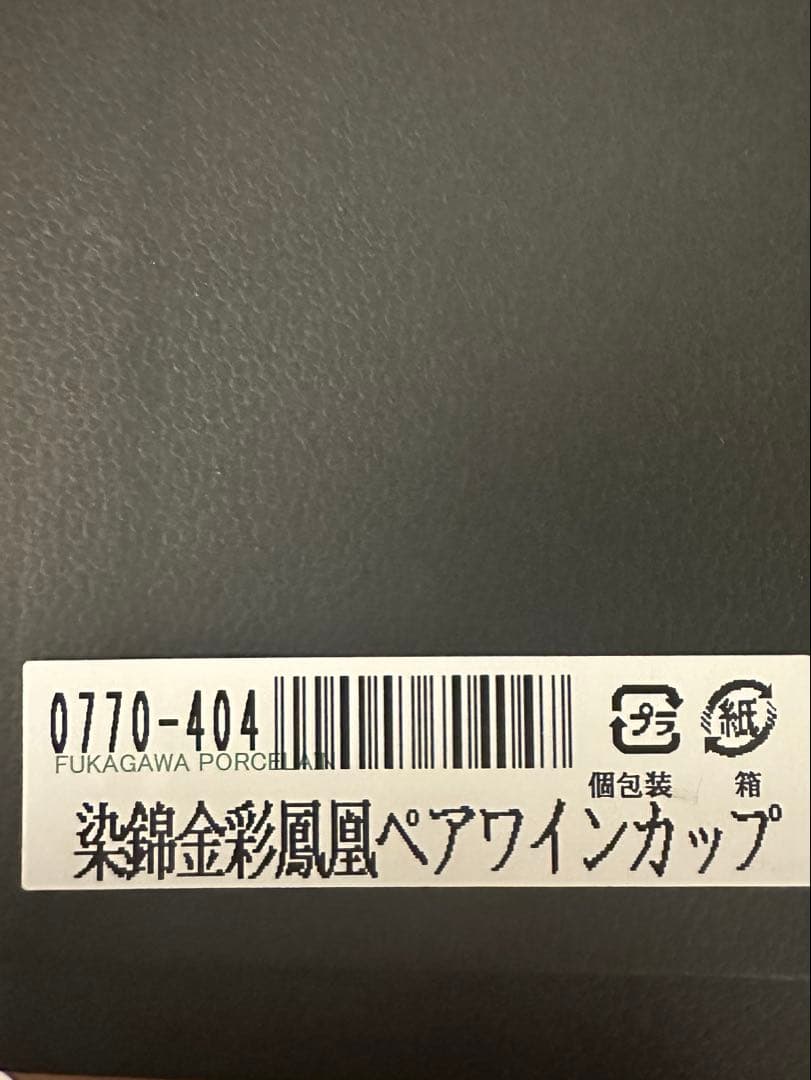 0770-404
FUKAGAWA PORCELAIN
プラ 紙
個包装 箱
染錦金彩鳳凰ペアワインカップ